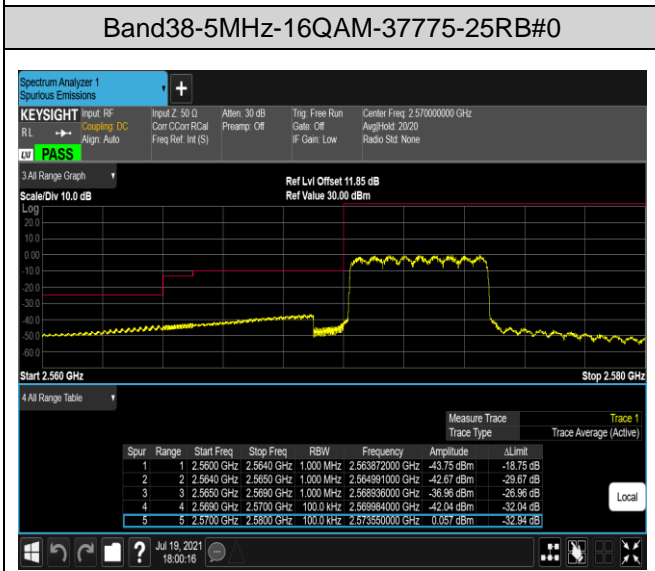 Band38-5MHz-16QAM-37775-25RB#0
Spectrum Analyzer 1
Spurious Emissions
+
KEYSIGHT Input: RF Input Z: 50 Ω Atten: 30 dB Trig: Free Run Center Freq: 2.570000000 GHz
R L Coupling: DC Corr CCorr RCal Preamp: Off Gate: Off Avg|Hold: 20/20
Align: Auto Freq Ref: Int (S) IF Gain: Low Radio Std: None
LXI PASS
3 All Range Graph Ref Lvl Offset 11.85 dB
Scale/Div 10.0 dB Ref Value 30.00 dBm
Log
20.0
10.0
0.00
-10.0
-20.0
-30.0
-40.0
-50.0
-60.0
Start 2.560 GHz Stop 2.580 GHz
4 All Range Table
Measure Trace Trace 1
Trace Type Trace Average (Active)
Spur Range Start Freq Stop Freq RBW Frequency Amplitude ΔLimit
1 1 2.5600 GHz 2.5640 GHz 1.000 MHz 2.563872000 GHz -43.75 dBm -18.75 dB
2 2 2.5640 GHz 2.5650 GHz 1.000 MHz 2.564991000 GHz -42.67 dBm -29.67 dB
3 3 2.5650 GHz 2.5690 GHz 1.000 MHz 2.568936000 GHz -36.96 dBm -26.96 dB
4 4 2.5690 GHz 2.5700 GHz 100.0 kHz 2.569984000 GHz -42.04 dBm -32.04 dB
5 5 2.5700 GHz 2.5800 GHz 100.0 kHz 2.573550000 GHz 0.057 dBm -32.94 dB
Local
? Jul 19, 2021
18:00:16